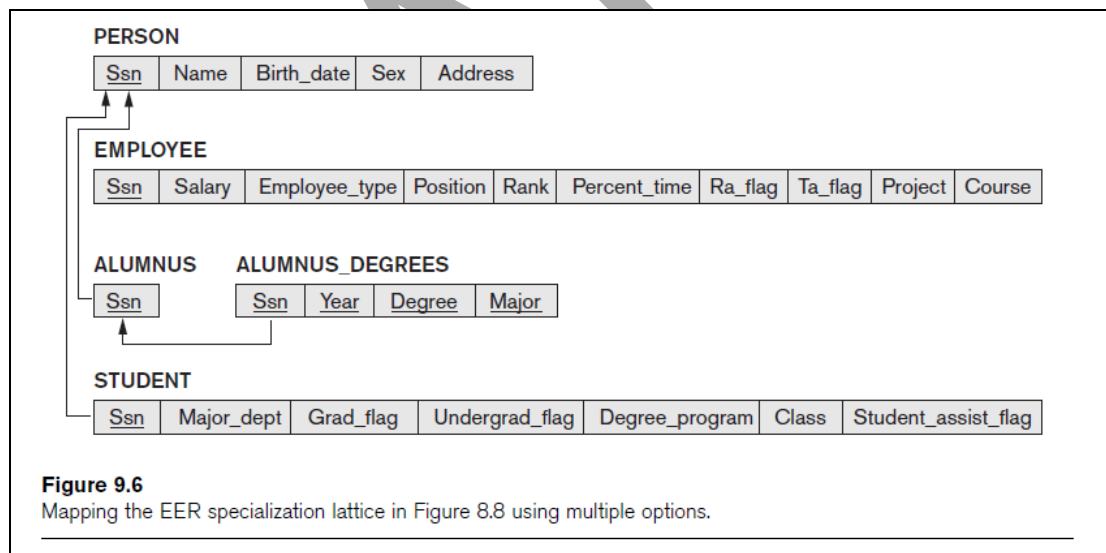 PERSON
Ssn Name Birth_date Sex Address
EMPLOYEE
Ssn Salary Employee_type Position Rank Percent_time Ra_flag Ta_flag Project Course
ALUMNUS ALUMNUS_DEGREES
Ssn Ssn Year Degree Major
STUDENT
Ssn Major_dept Grad_flag Undergrad_flag Degree_program Class Student_assist_flag
Figure 9.6
Mapping the EER specialization lattice in Figure 8.8 using multiple options.